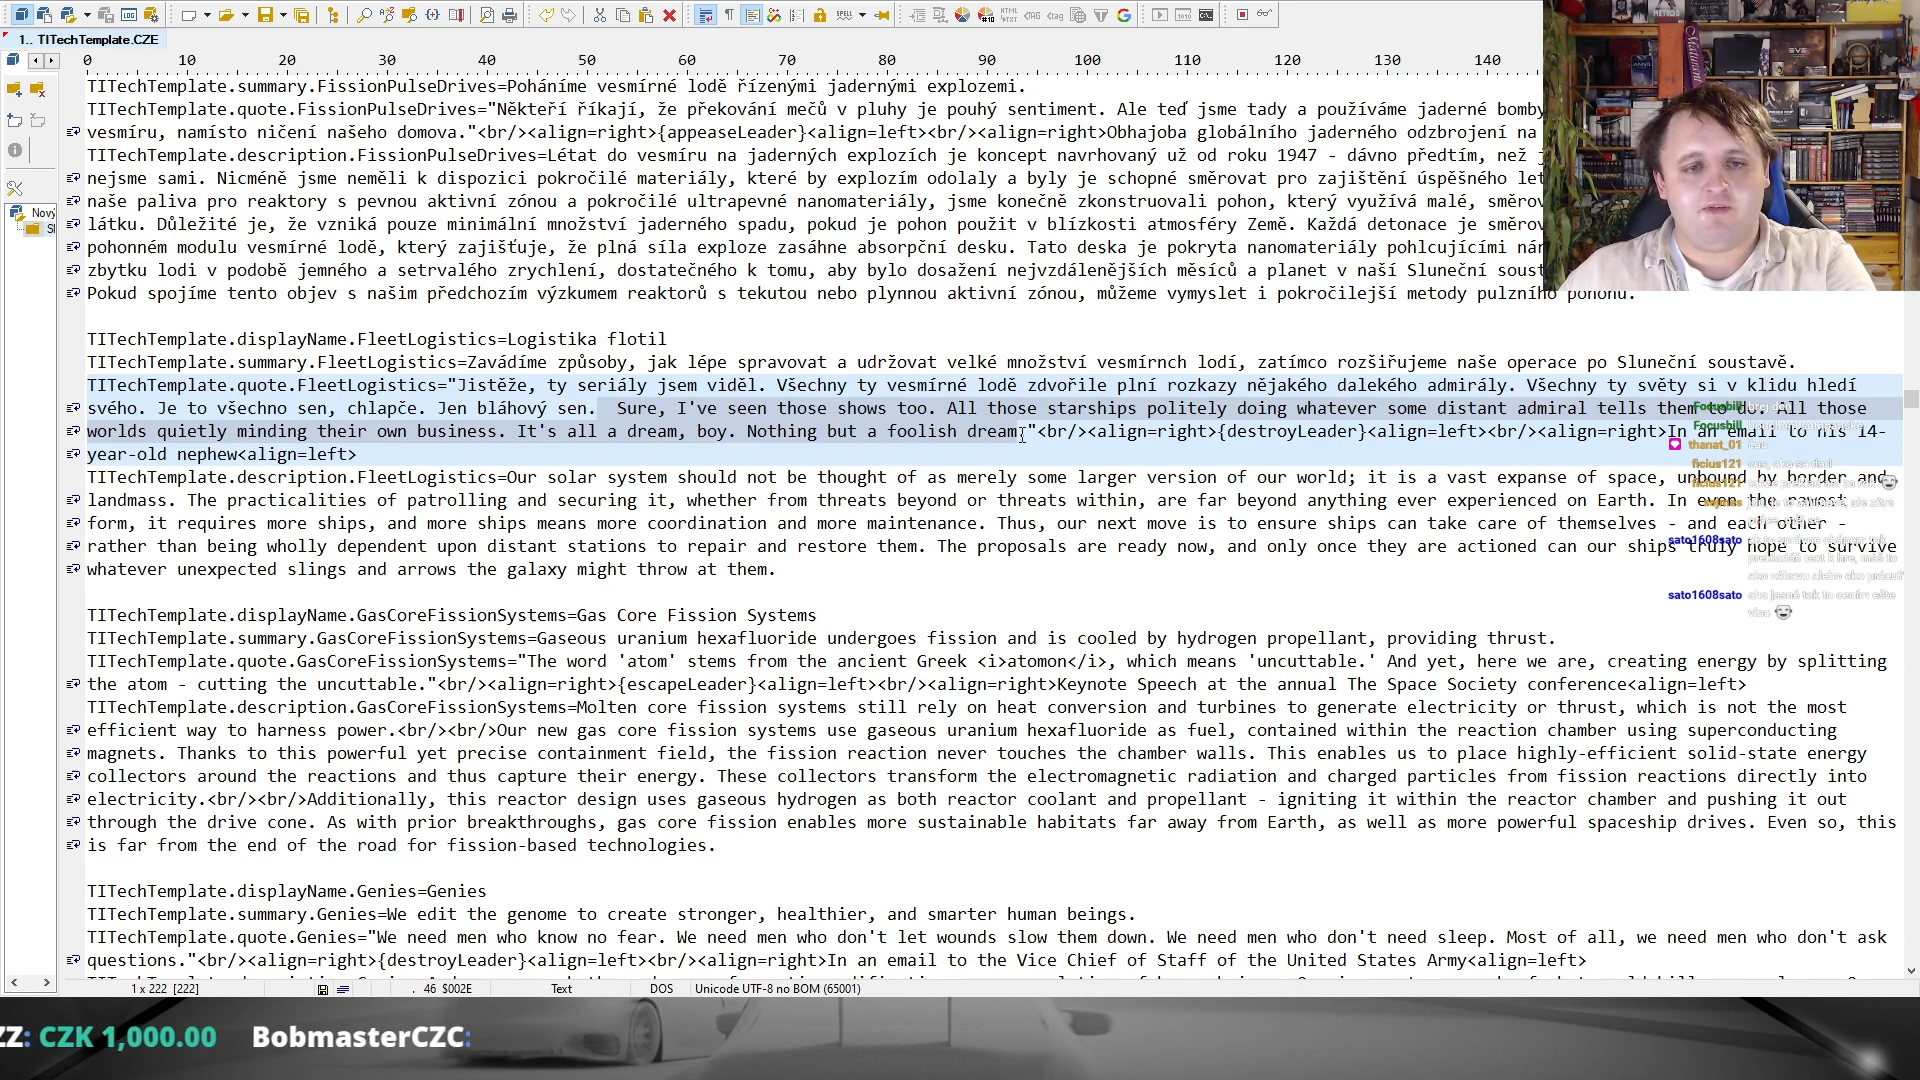 1.. TITechTemplate.CZE
0 10 20 30 40 50 60 70 80 90 100 110 120 130 140
TITechTemplate.summary.FissionPulseDrives=Poháníme vesmírné lodě řízenými jadernými explozemi.
TITechTemplate.quote.FissionPulseDrives="Někteří říkají, že překování mečů v pluhy je pouhý sentiment. Ale teď jsme tady a používáme jaderné bomby
vesmíru, namísto ničení našeho domova."<br/><align=right>{appeaseLeader}<align=left><br/><align=right>Obhajoba globálního jaderného odzbrojení na
TITechTemplate.description.FissionPulseDrives=Létat do vesmíru na jaderných explozích je koncept navrhovaný už od roku 1947 - dávno předtím, než
nejsme sami. Nicméně jsme neměli k dispozici pokročilé materiály, které by explozím odolaly a byly je schopné směrovat pro zajištění úspěšného
naše paliva pro reaktory s pevnou aktivní zónou a pokročilé ultrapevné nanomateriály, jsme konečně zkonstruovali pohon, který využívá malé,
látku. Důležité je, že vzniká pouze minimální množství jaderného spadu, pokud je pohon použit v blízkosti atmosféry Země. Každá detonace je
pohonném modulu vesmírné lodě, který zajišťuje, že plná síla exploze zasáhne absorpční desku. Tato deska je pokryta nanomateriály pohlcujícími
zbytku lodi v podobě jemného a setrvalého zrychlení, dostatečného k tomu, aby bylo dosažení nejvzdálenějších měsíců a planet v naší Sluneční
Pokud spojíme tento objev s našim předchozím výzkumem reaktorů s tekutou nebo plynnou aktivní zónou, můžeme vymyslet i pokročilejší metody pulzního pohonu.
TITechTemplate.displayName.FleetLogistics=Logistika flotil
TITechTemplate.summary.FleetLogistics=Zavádíme způsoby, jak lépe spravovat a udržovat velké množství vesmírnch lodí, zatímco rozšiřujeme naše operace po Sluneční soustavě.
TITechTemplate.quote.FleetLogistics="Jistěže, ty seriály jsem viděl. Všechny ty vesmírné lodě zdvořile plní rozkazy nějakého dalekého admirály. Všechny ty světy si v klidu hledí
svého. Je to všechno sen, chlapče. Jen bláhový sen.  Sure, I've seen those shows too. All those starships politely doing whatever some distant admiral tells them to do. All those
worlds quietly minding their own business. It's all a dream, boy. Nothing but a foolish dream."<br/><align=right>{destroyLeader}<align=left><br/><align=right>In an email to his 14-
year-old nephew<align=left>
TITechTemplate.description.FleetLogistics=Our solar system should not be thought of as merely some larger version of our world; it is a vast expanse of space, unbound by border and
landmass. The practicalities of patrolling and securing it, whether from threats beyond or threats within, are far beyond anything ever experienced on Earth. In even the rawest
form, it requires more ships, and more ships means more coordination and more maintenance. Thus, our next move is to ensure ships can take care of themselves - and each other -
rather than being wholly dependent upon distant stations to repair and restore them. The proposals are ready now, and only once they are actioned can our ships truly hope to survive
whatever unexpected slings and arrows the galaxy might throw at them.
TITechTemplate.displayName.GasCoreFissionSystems=Gas Core Fission Systems
TITechTemplate.summary.GasCoreFissionSystems=Gaseous uranium hexafluoride undergoes fission and is cooled by hydrogen propellant, providing thrust.
TITechTemplate.quote.GasCoreFissionSystems="The word 'atom' stems from the ancient Greek <i>atomon</i>, which means 'uncuttable.' And yet, here we are, creating energy by splitting
the atom - cutting the uncuttable."<br/><align=right>{escapeLeader}<align=left><br/><align=right>Keynote Speech at the annual The Space Society conference<align=left>
TITechTemplate.description.GasCoreFissionSystems=Molten core fission systems still rely on heat conversion and turbines to generate electricity or thrust, which is not the most
efficient way to harness power.<br/><br/>Our new gas core fission systems use gaseous uranium hexafluoride as fuel, contained within the reaction chamber using superconducting
magnets. Thanks to this powerful yet precise containment field, the fission reaction never touches the chamber walls. This enables us to place highly-efficient solid-state energy
collectors around the reactions and thus capture their energy. These collectors transform the electromagnetic radiation and charged particles from fission reactions directly into
electricity.<br/><br/>Additionally, this reactor design uses gaseous hydrogen as both reactor coolant and propellant - igniting it within the reactor chamber and pushing it out
through the drive cone. As with prior breakthroughs, gas core fission enables more sustainable habitats far away from Earth, as well as more powerful spaceship drives. Even so, this
is far from the end of the road for fission-based technologies.
TITechTemplate.displayName.Genies=Genies
TITechTemplate.summary.Genies=We edit the genome to create stronger, healthier, and smarter human beings.
TITechTemplate.quote.Genies="We need men who know no fear. We need men who don't let wounds slow them down. We need men who don't need sleep. Most of all, we need men who don't ask
questions."<br/><align=right>{destroyLeader}<align=left><br/><align=right>In an email to the Vice Chief of Staff of the United States Army<align=left>
Nový
Focusbill
Focusbill
thanat_01
ficius121
ficius121
sato1608sato
sato1608sato
1 x 222 [222] . 46 $002E Text DOS Unicode UTF-8 no BOM (65001)
ZZ: CZK 1,000.00 BobmasterCZC: